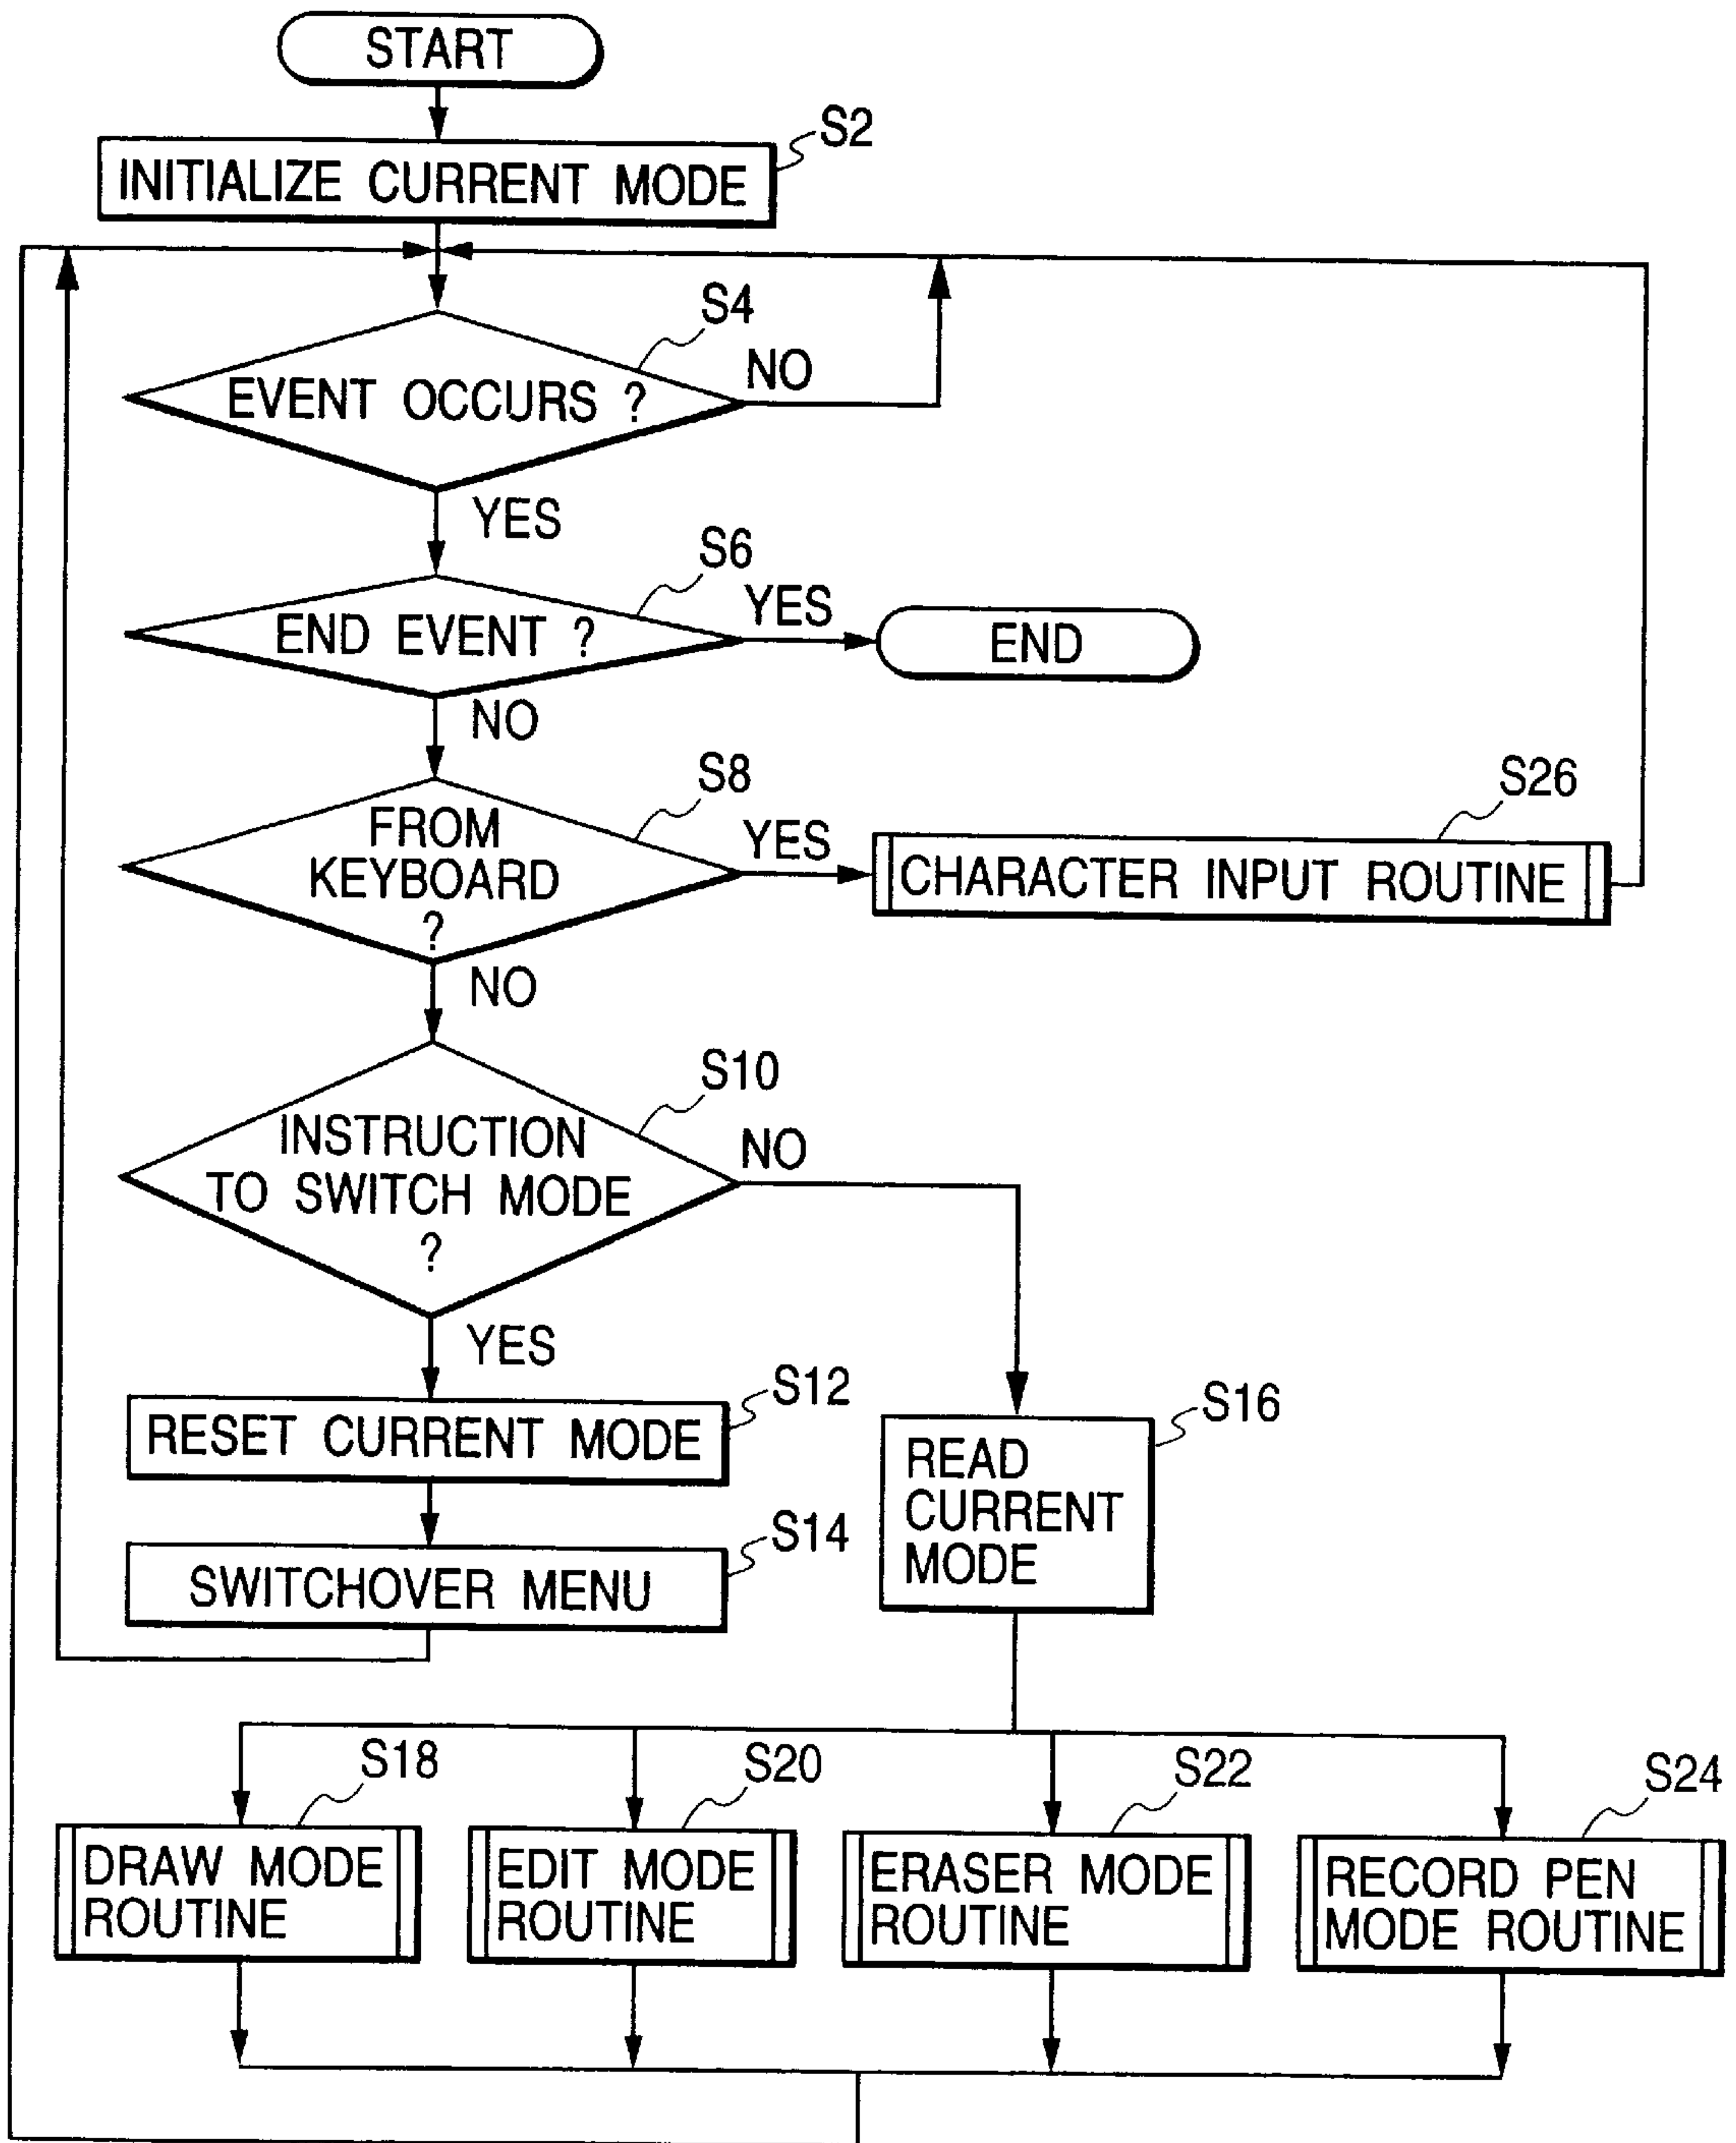 START
S2
INITIALIZE CURRENT MODE
S4
NO
EVENT OCCURS ?
YES
S6
YES
END EVENT ?
END
NO
S8
S26
FROM
YES
KEYBOARD
CHARACTER INPUT ROUTINE
?
NO
S10
INSTRUCTION
NO
TO SWITCH MODE
?
YES
S12
S16
RESET CURRENT MODE
READ
CURRENT
MODE
S14
SWITCHOVER MENU
S18
S20
S22
S24
DRAW MODE
ROUTINE
EDIT MODE
ROUTINE
ERASER MODE
ROUTINE
RECORD PEN
MODE ROUTINE